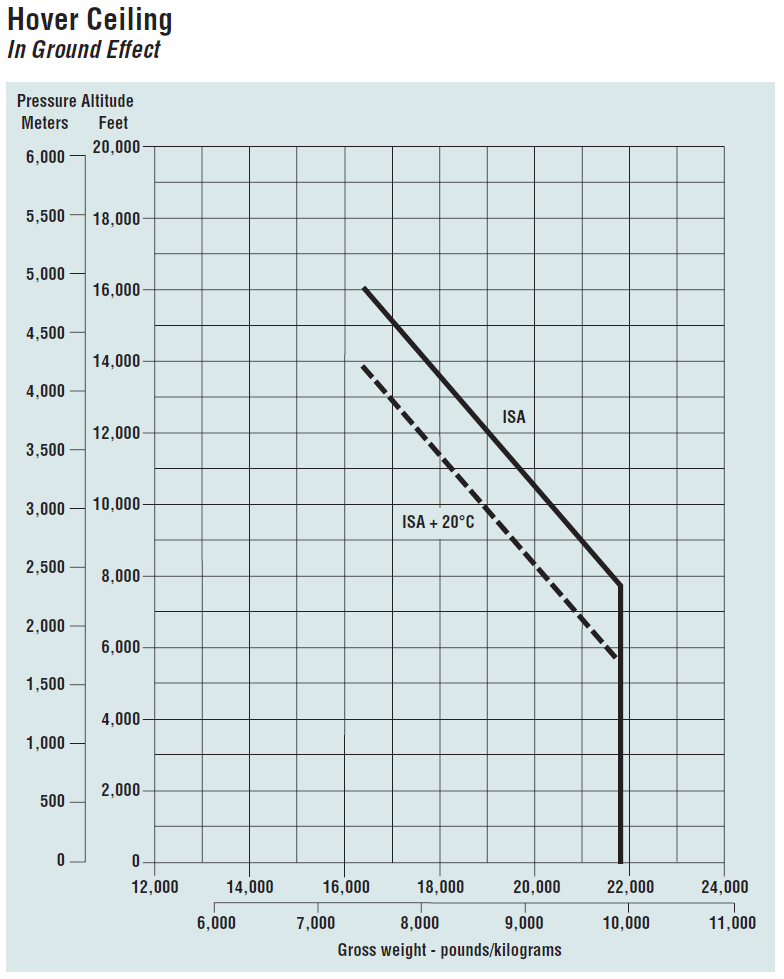 Hover Ceiling
In Ground Effect
Pressure Altitude
Meters Feet
20,000
6,000
5,500 18,000
5,000 16,000
4,500
14,000
4,000
ISA
12,000
3,500
3,000 10,000
ISA + 20°C
2,500 8,000
2,000
6,000
1,500
4,000
1,000
2,000
500
0 0
12,000 14,000 16,000 18,000 20,000 22,000 24,000
6,000 7,000 8,000 9,000 10,000 11,000
Gross weight - pounds/kilograms